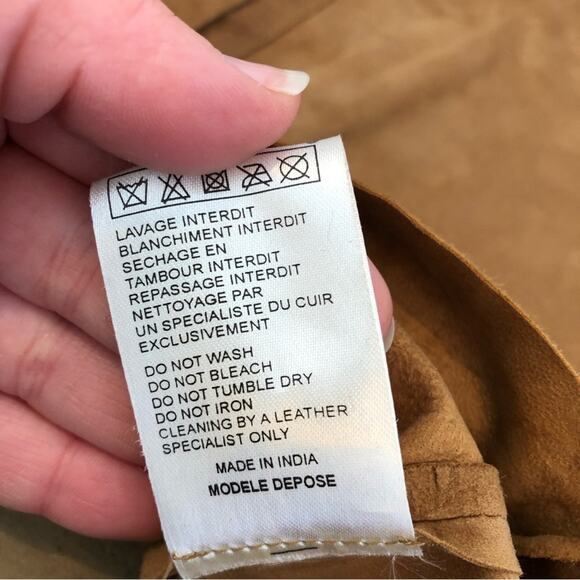 LAVAGE INTERDIT
BLANCHIMENT INTERDIT
SECHAGE EN
TAMBOUR INTERDIT
REPASSAGE INTERDIT
NETTOYAGE PAR
UN SPECIALISTE DU CUIR
EXCLUSIVEMENT
DO NOT WASH
DO NOT BLEACH
DO NOT TUMBLE DRY
DO NOT IRON
CLEANING BY A LEATHER
SPECIALIST ONLY
MADE IN INDIA
MODELE DEPOSE